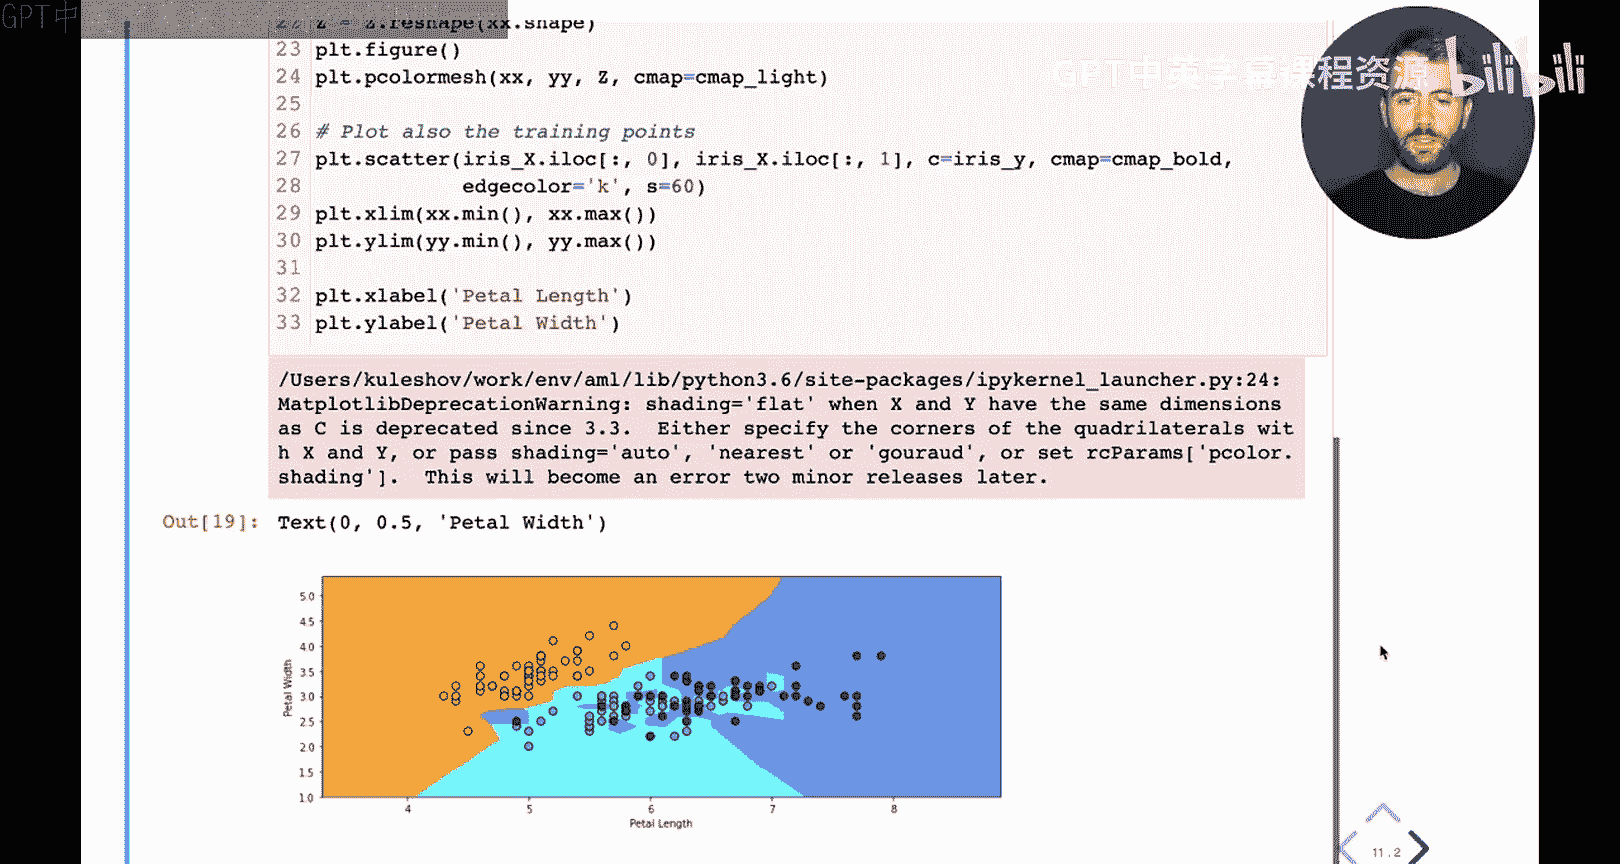 GPT中
22 Z = Z.reshape(xx.shape)
23 plt.figure()
24 plt.pcolormesh(xx, yy, Z, cmap=cmap_light)
GPT中英字幕课程资源 bilibili
25
26 # Plot also the training points
27 plt.scatter(iris_X.iloc[:, 0], iris_X.iloc[:, 1], c=iris_y, cmap=cmap_bold,
28 edgecolor='k', s=60)
29 plt.xlim(xx.min(), xx.max())
30 plt.ylim(yy.min(), yy.max())
31
32 plt.xlabel('Petal Length')
33 plt.ylabel('Petal Width')
/Users/kuleshov/work/env/aml/lib/python3.6/site-packages/ipykernel_launcher.py:24:
MatplotlibDeprecationWarning: shading='flat' when X and Y have the same dimensions
as C is deprecated since 3.3.  Either specify the corners of the quadrilaterals wit
h X and Y, or pass shading='auto', 'nearest' or 'gouraud', or set rcParams['pcolor.
shading'].  This will become an error two minor releases later.
Out[19]: Text(0, 0.5, 'Petal Width')
5.0
4.5
4.0
3.5
3.0
2.5
2.0
1.5
1.0
Petal Width
4 5 6 7 8
Petal Length
11.2